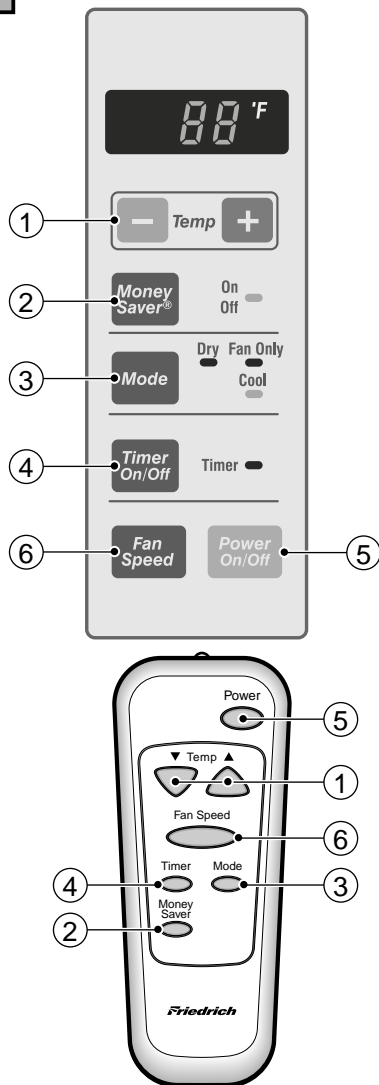 88 °F
① − Temp +
② Money Saver® On Off
③ Mode Dry Fan Only Cool
④ Timer On/Off Timer
⑥ Fan Speed Power On/Off ⑤
Power ⑤
▼ Temp ▲ ①
Fan Speed ⑥
④ Timer Mode ③
② Money Saver
Friedrich